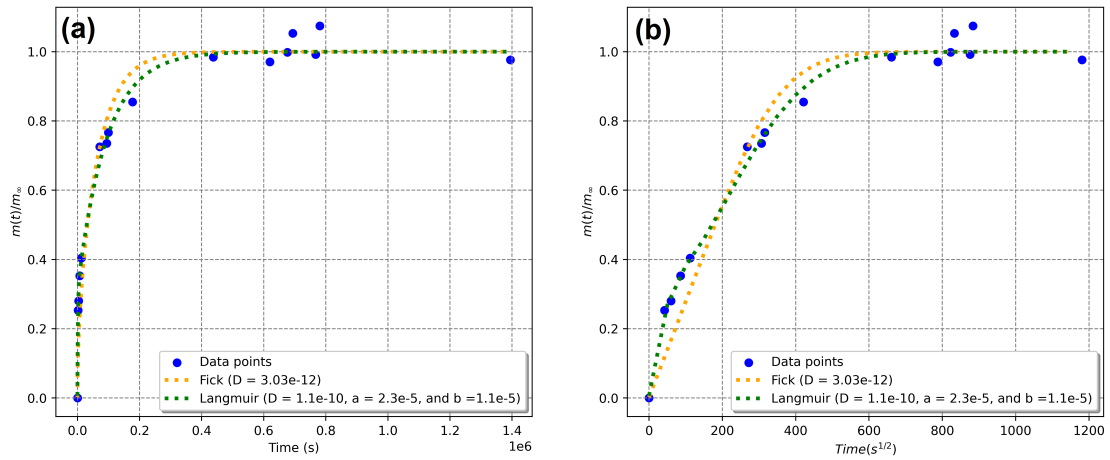 (a)
1.0
0.8
0.6
0.4
0.2
0.0
m(t)/m∞
0.0 0.2 0.4 0.6 0.8 1.0 1.2 1.4
1e6
Time (s)
Data points
Fick (D = 3.03e-12)
Langmuir (D = 1.1e-10, a = 2.3e-5, and b =1.1e-5)
(b)
1.0
0.8
0.6
0.4
0.2
0.0
m(t)/m∞
0 200 400 600 800 1000 1200
Time(s^{1/2})
Data points
Fick (D = 3.03e-12)
Langmuir (D = 1.1e-10, a = 2.3e-5, and b =1.1e-5)